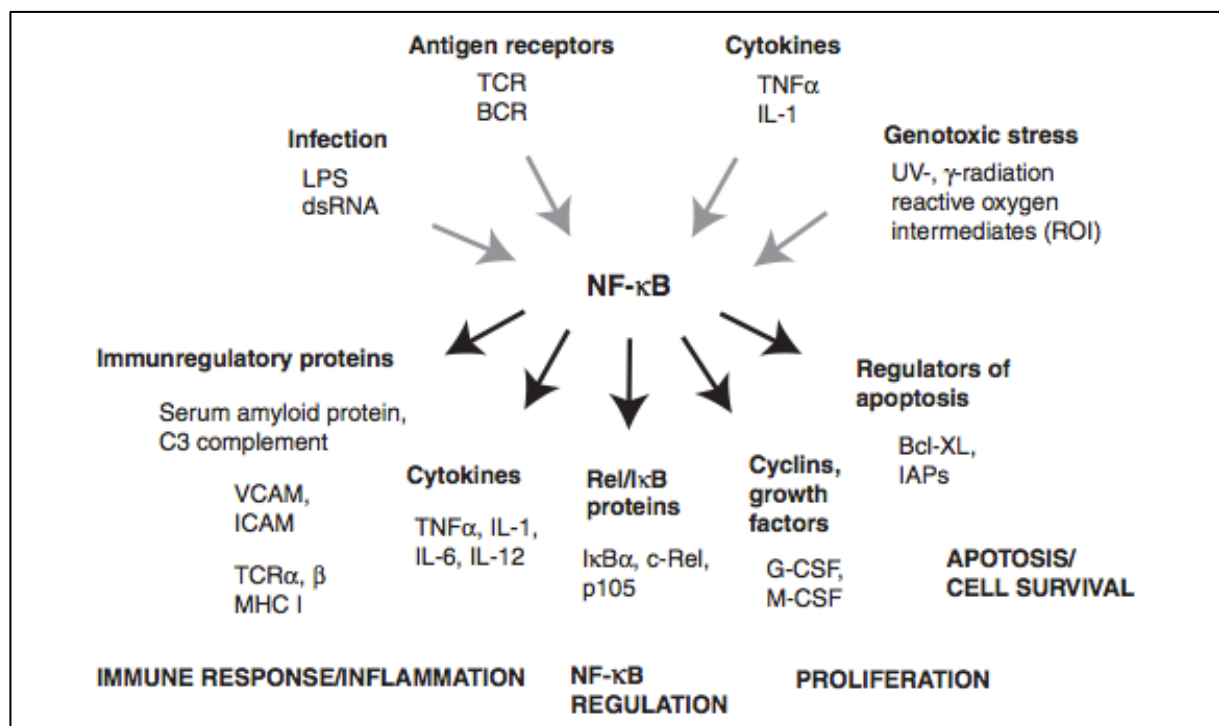 Antigen receptors
TCR
BCR
Cytokines
TNFα
IL-1
Infection
LPS
dsRNA
Genotoxic stress
UV-, γ-radiation
reactive oxygen
intermediates (ROI)
NF-κB
Immunregulatory proteins
Serum amyloid protein,
C3 complement
VCAM,
ICAM
TCRα, β
MHC I
Cytokines
TNFα, IL-1,
IL-6, IL-12
Rel/IκB
proteins
IκBα, c-Rel,
p105
Cyclins,
growth
factors
G-CSF,
M-CSF
Regulators of
apoptosis
Bcl-XL,
IAPs
APOTOSIS/
CELL SURVIVAL
IMMUNE RESPONSE/INFLAMMATION
NF-κB
REGULATION
PROLIFERATION